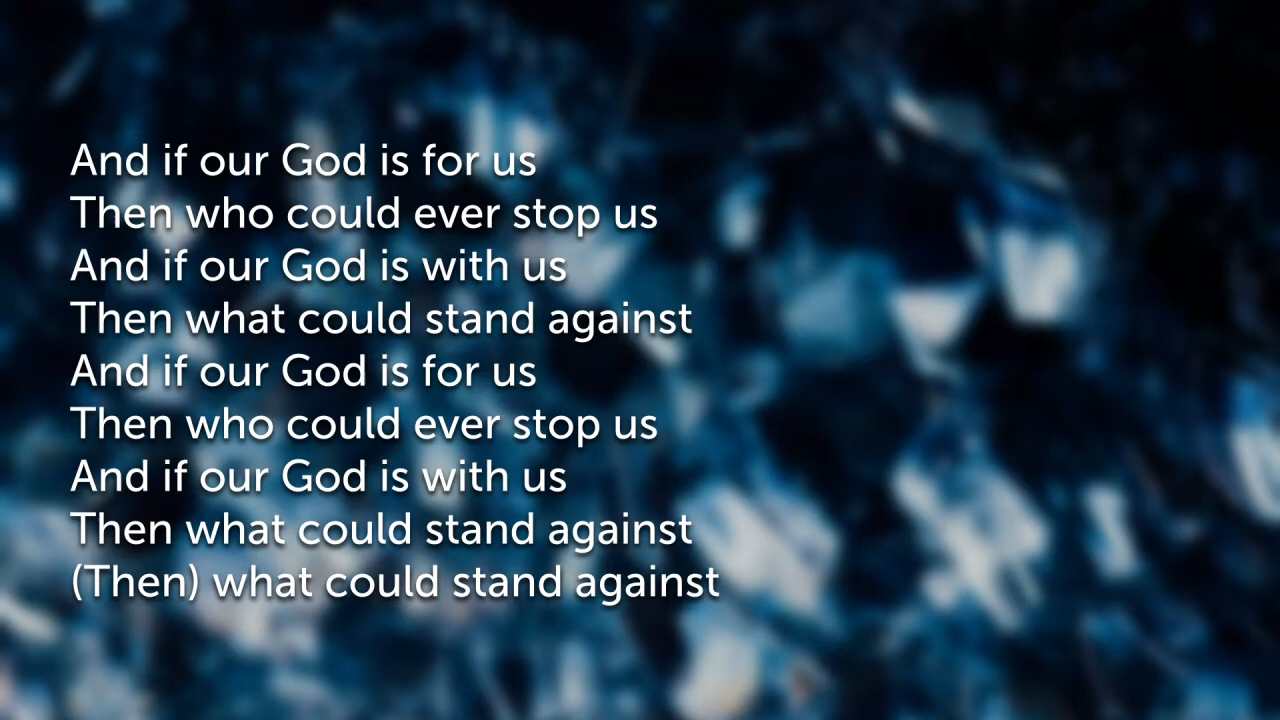 And if our God is for us
Then who could ever stop us
And if our God is with us
Then what could stand against
And if our God is for us
Then who could ever stop us
And if our God is with us
Then what could stand against
(Then) what could stand against